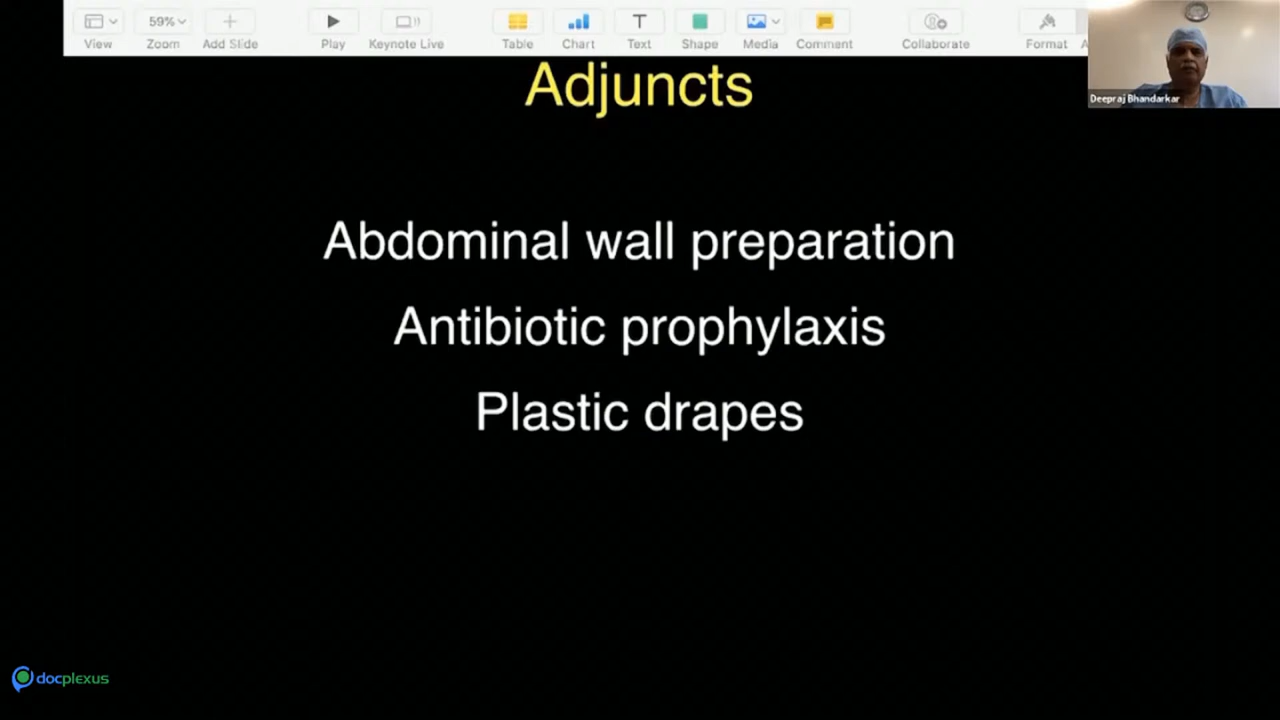 59%
View
Zoom
Add Slide
Play
Keynote Live
Table
Chart
Text
Shape
Media
Comment
Collaborate
Format
Deepraj Bhandarkar
Adjuncts
Abdominal wall preparation
Antibiotic prophylaxis
Plastic drapes
docplexus